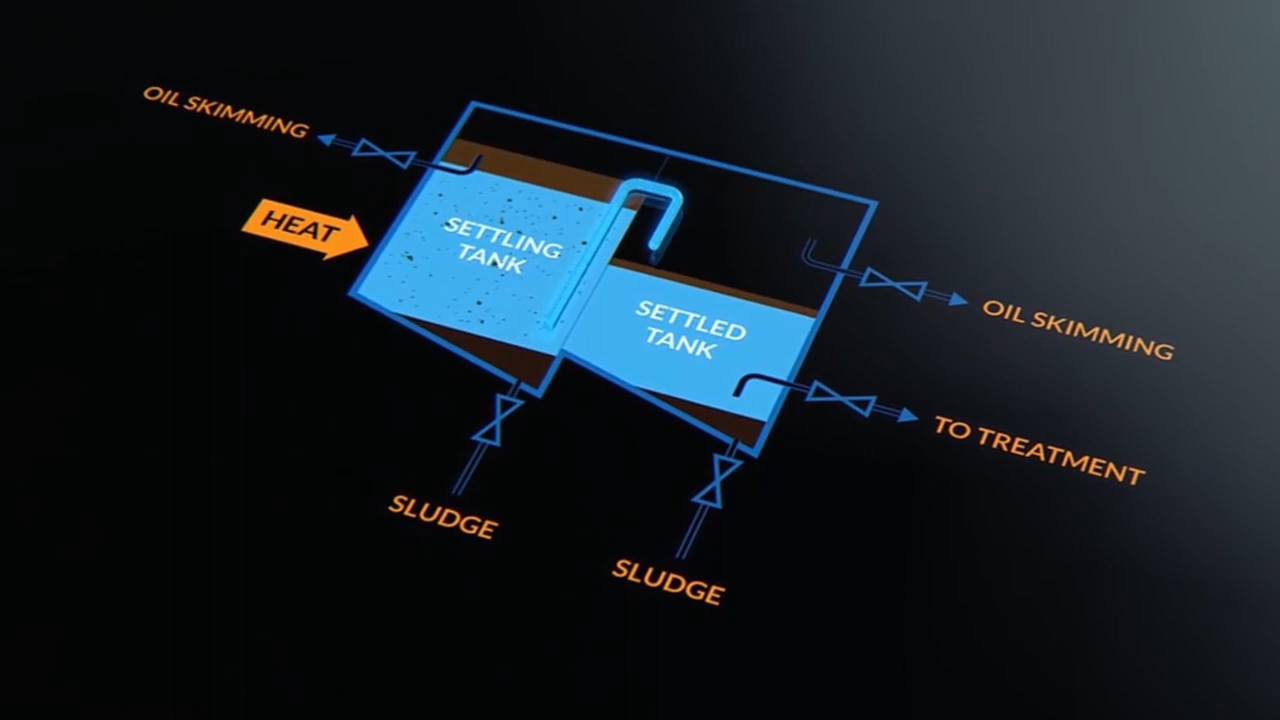 OIL SKIMMING
HEAT
SETTLING
TANK
SETTLED
TANK
OIL SKIMMING
TO TREATMENT
SLUDGE
SLUDGE